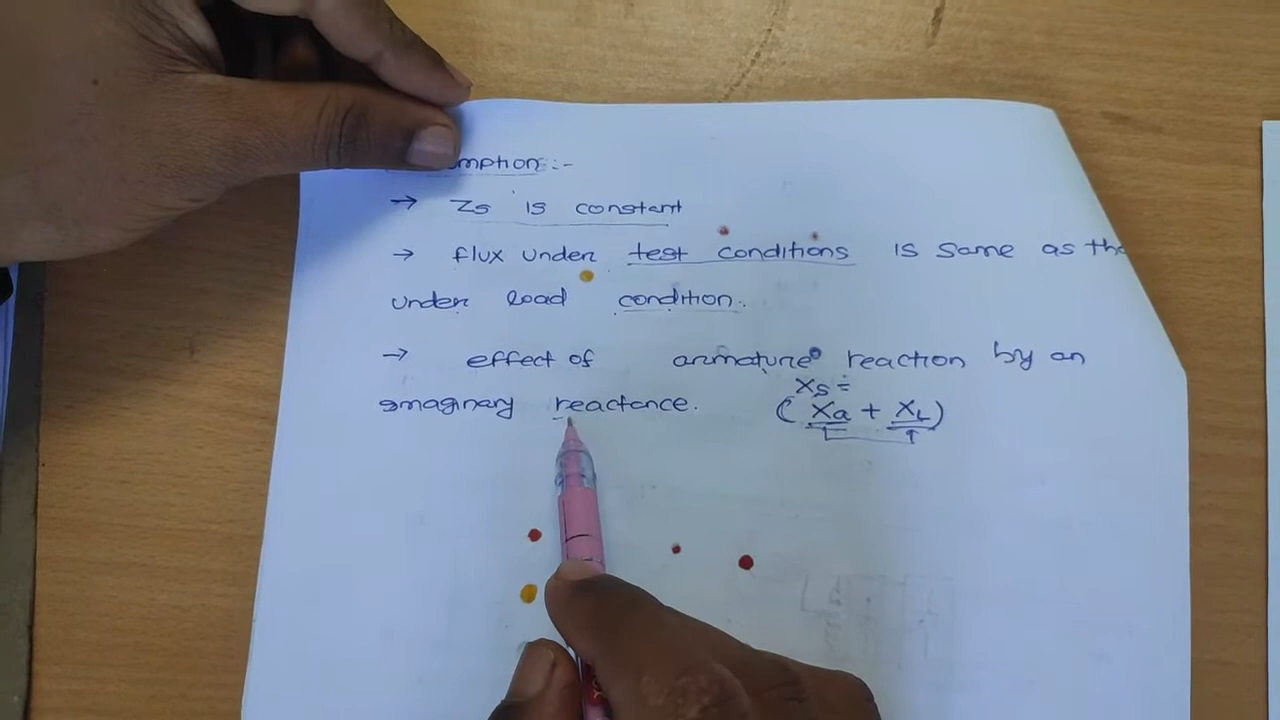 mption:-
→ Zs is constant
→ flux under test conditions is same as tha
under load condition.
→ effect of armature reaction by an
imaginary reactance.
Xs =
(Xa + XL)